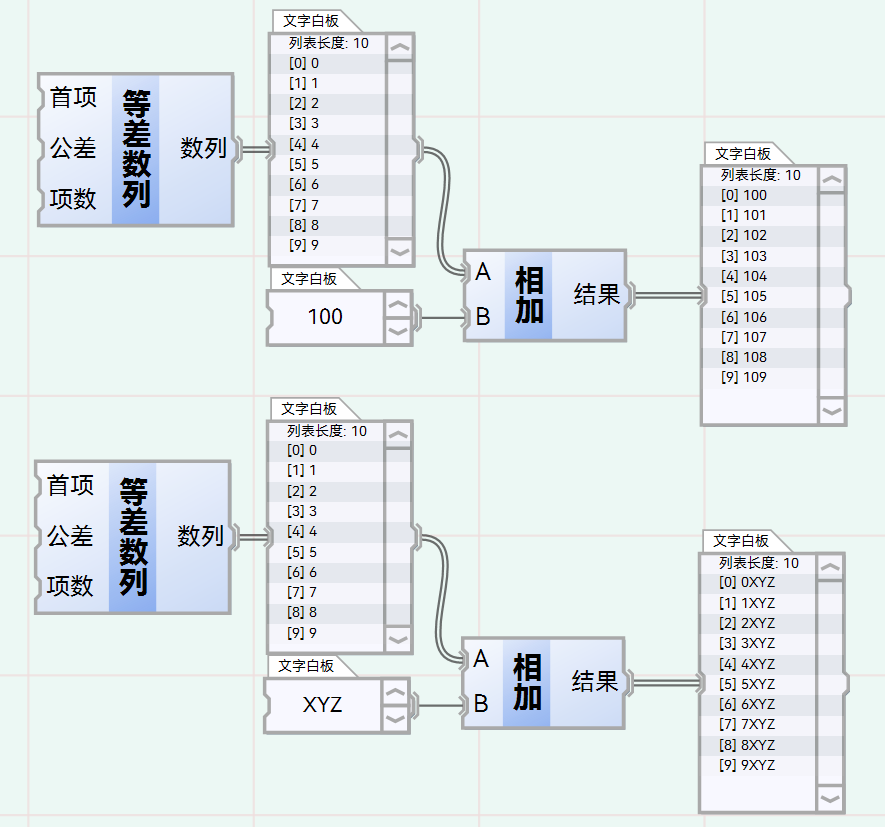 文字白板
列表长度: 10
[0] 0
[1] 1
[2] 2
[3] 3
[4] 4
[5] 5
[6] 6
[7] 7
[8] 8
[9] 9
首项
公差
项数
等差数列
数列
文字白板
100
A
B
相加
结果
文字白板
列表长度: 10
[0] 100
[1] 101
[2] 102
[3] 103
[4] 104
[5] 105
[6] 106
[7] 107
[8] 108
[9] 109
文字白板
列表长度: 10
[0] 0
[1] 1
[2] 2
[3] 3
[4] 4
[5] 5
[6] 6
[7] 7
[8] 8
[9] 9
首项
公差
项数
等差数列
数列
文字白板
XYZ
A
B
相加
结果
文字白板
列表长度: 10
[0] 0XYZ
[1] 1XYZ
[2] 2XYZ
[3] 3XYZ
[4] 4XYZ
[5] 5XYZ
[6] 6XYZ
[7] 7XYZ
[8] 8XYZ
[9] 9XYZ